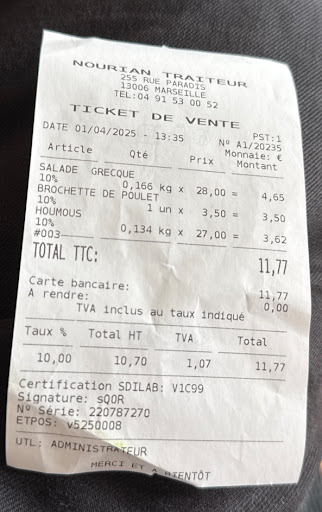 NOURIAN TRAITEUR
255 RUE PARADIS
13006 MARSEILLE
TEL:04 91 53 00 52
TICKET DE VENTE
PST:1
DATE 01/04/2025 - 13:35 N° A1/20235
Monnaie: €
Article Qté Prix Montant
SALADE GRECQUE
10% 0,166 kg x 28,00 = 4,65
BROCHETTE DE POULET
10% 1 un x 3,50 = 3,50
HOUMOUS
10% 0,134 kg x 27,00 = 3,62
#003
TOTAL TTC: 11,77
Carte bancaire: 11,77
A rendre: 0,00
TVA inclus au taux indiqué
Taux % Total HT TVA Total
10,00 10,70 1,07 11,77
Certification SDILAB: V1C99
Signature: sQOR
N° Série: 220787270
ETPOS: v5250008
UTL: ADMINISTRATEUR
MERCI ET A BIENTÔT